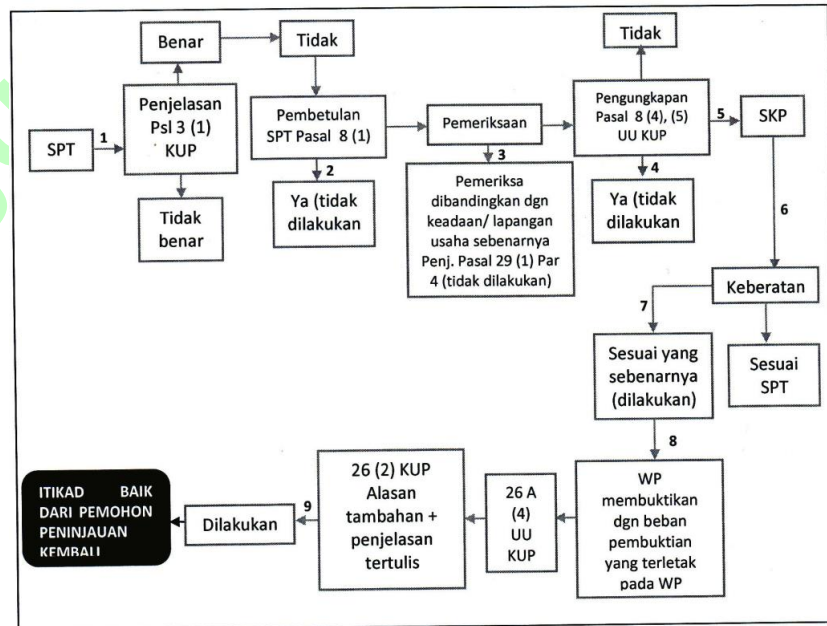 Benar
Tidak
Tidak
Penjelasan
Psl 3 (1)
KUP
SPT
1
Pembetulan
SPT Pasal 8 (1)
Pemeriksaan
Pengungkapan
Pasal 8 (4), (5)
UU KUP
5
SKP
2
3
4
6
Tidak
benar
Ya (tidak
dilakukan
Pemeriksa
dibandingkan dgn
keadaan/ lapangan
usaha sebenarnya
Penj. Pasal 29 (1) Par
4 (tidak dilakukan)
Ya (tidak
dilakukan
Keberatan
7
Sesuai yang
sebenarnya
(dilakukan)
Sesuai
SPT
8
WP
membuktikan
dgn beban
pembuktian
yang terletak
pada WP
26 A
(4)
UU
KUP
26 (2) KUP
Alasan
tambahan +
penjelasan
tertulis
9
Dilakukan
ITIKAD BAIK
DARI PEMOHON
PENINJAUAN
KEMBALI